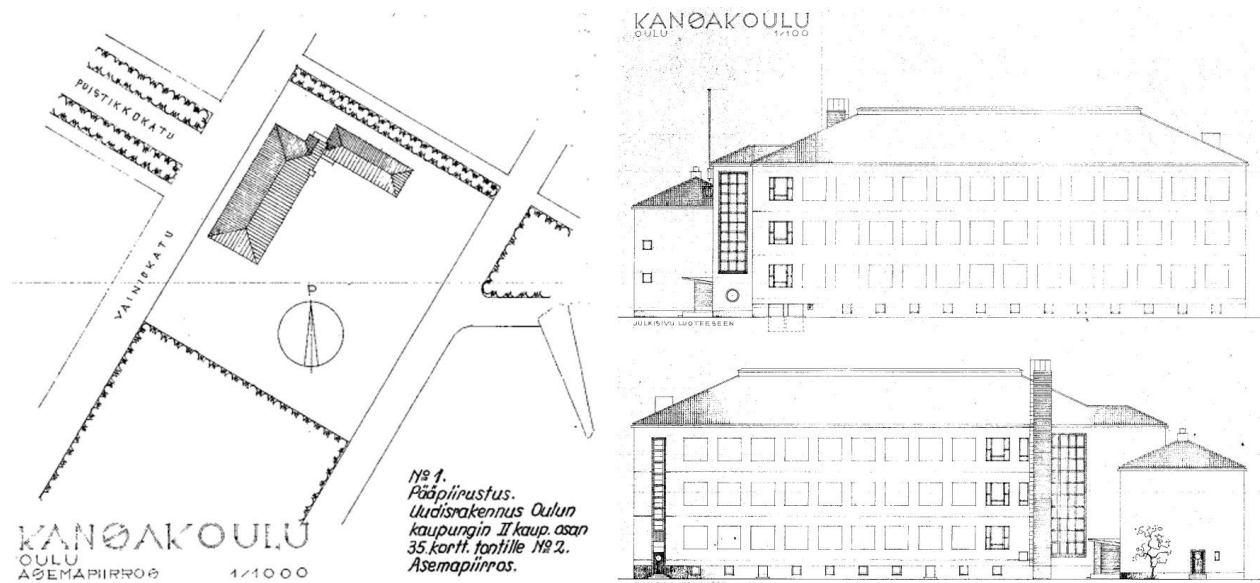 PUISTIKKOKATU
VAINIOKATU
P
Nº 1.
Pääpiirustus.
Uudisrakennus Oulun
kaupungin II kaup. osan
35. kortt. tontille Nº 2.
Asemapiirros.
KANSAKOULU
OULU
ASEMAPIIRROS 1/1000
KANSAKOULU
OULU 1/100
JULKISIVU LUOTEESEEN